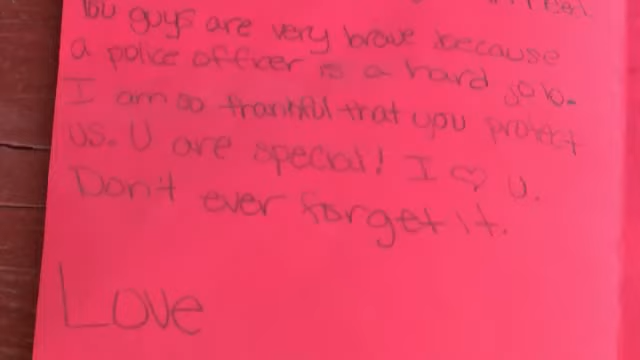 You guys are very brave because
a police officer is a hard job.
I am so thankful that you protect
us. U are special! I ♡ U.
Don't ever forget it.
Love